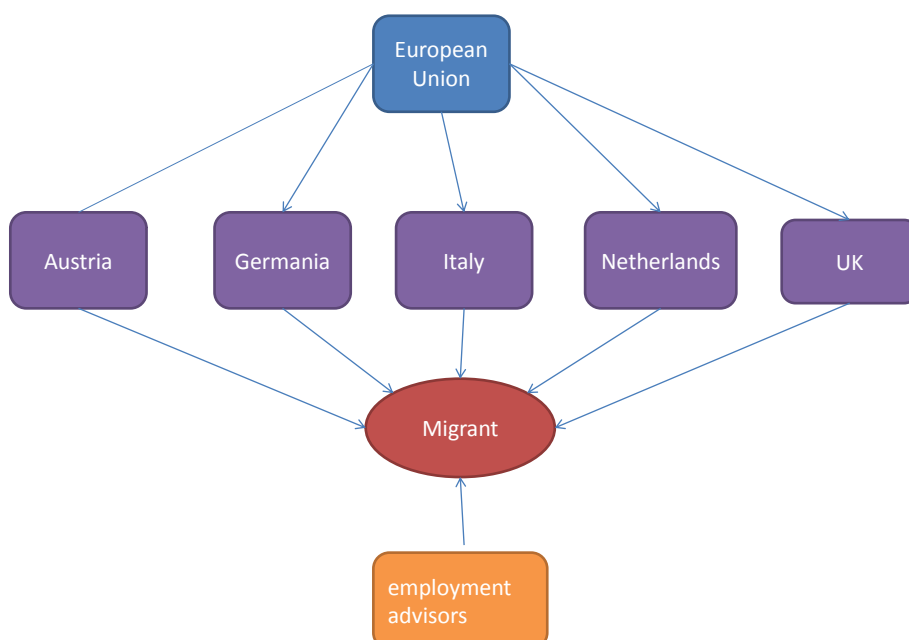 European
Union
Austria
Germania
Italy
Netherlands
UK
Migrant
employment
advisors